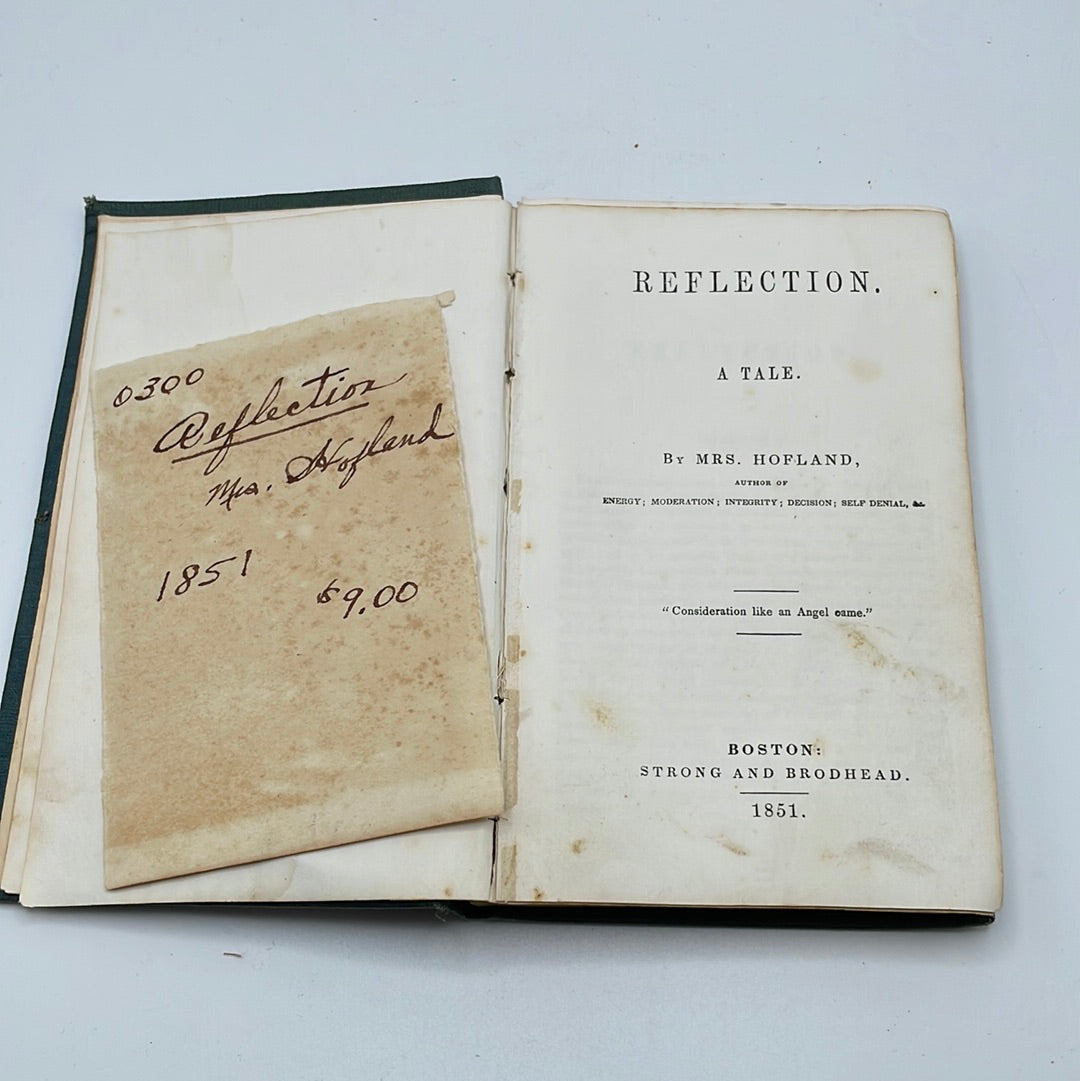 0300
Reflection
Mrs. Hofland
1851
$9.00
REFLECTION.
A TALE.
By MRS. HOFLAND,
AUTHOR OF
ENERGY; MODERATION; INTEGRITY; DECISION; SELF DENIAL, &c.
"Consideration like an Angel came."
BOSTON:
STRONG AND BRODHEAD.
1851.